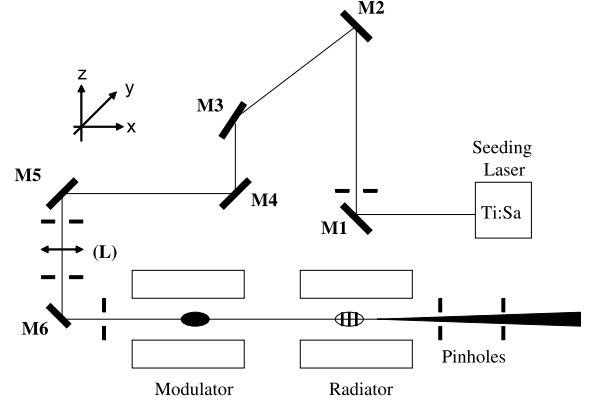 M2
z
y
x
M3
Seeding
Laser
M5
M4
Ti:Sa
M1
(L)
M6
Pinholes
Modulator
Radiator